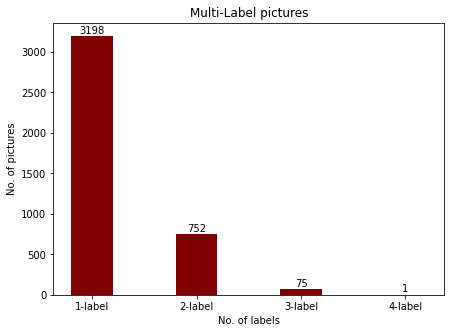 Multi-Label pictures
3198
3000
2500
2000
1500
1000
500
0
No. of pictures
752
75
1
1-label
2-label
3-label
4-label
No. of labels